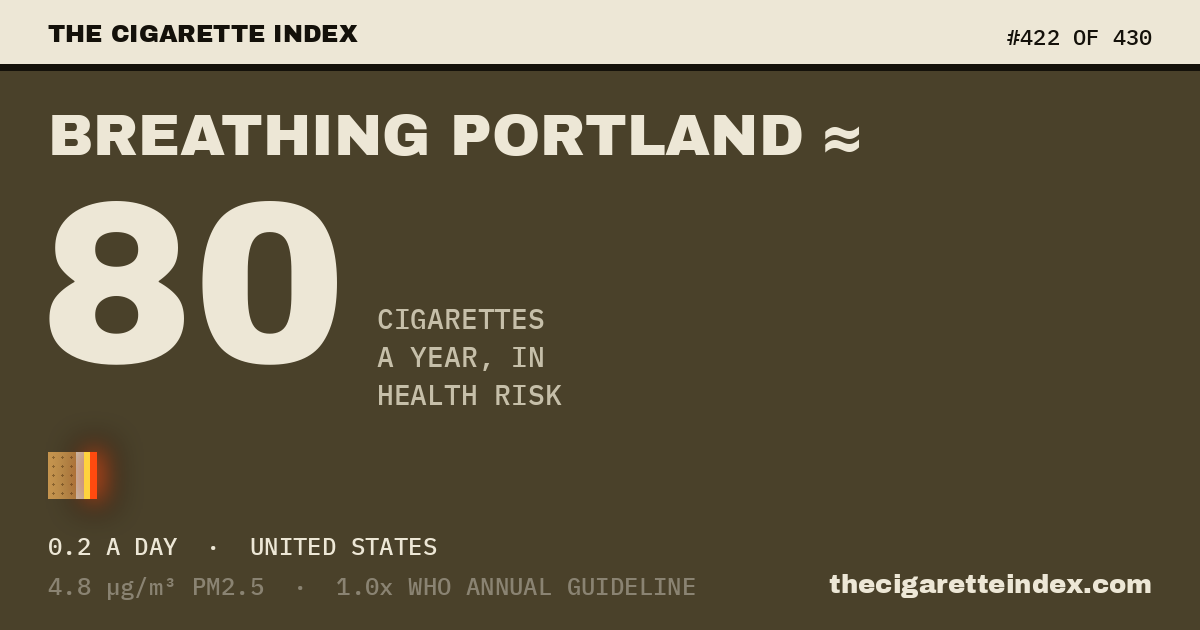 THE CIGARETTE INDEX
#422 OF 430
BREATHING PORTLAND ≈
80
CIGARETTES
A YEAR, IN
HEALTH RISK
0.2 A DAY · UNITED STATES
4.8 µg/m³ PM2.5 · 1.0x WHO ANNUAL GUIDELINE
thecigaretteindex.com